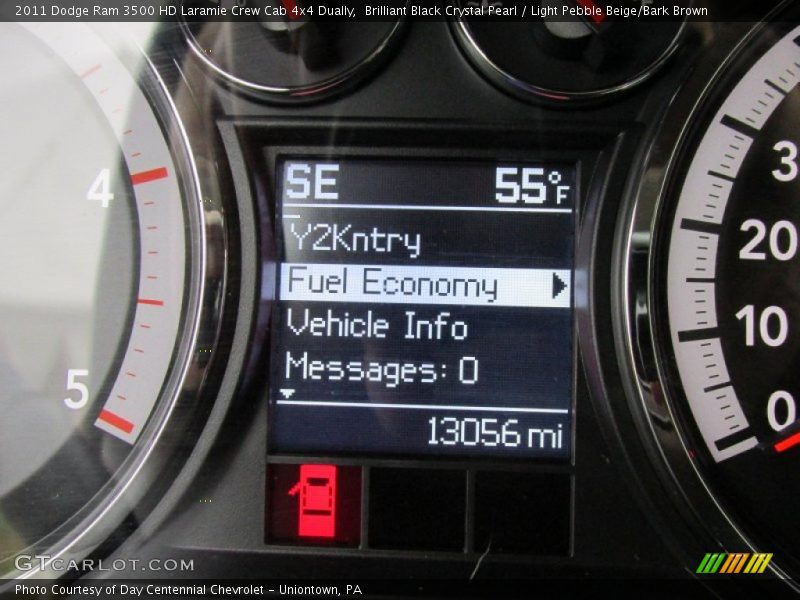 2011 Dodge Ram 3500 HD Laramie Crew Cab 4x4 Dually, Brilliant Black Crystal Pearl / Light Pebble Beige/Bark Brown
SE 55°F
Y2Kntry
Fuel Economy
Vehicle Info
Messages: 0
13056 mi
4
5
3
20
10
0
GTCARLOT.COM
Photo Courtesy of Day Centennial Chevrolet - Uniontown, PA